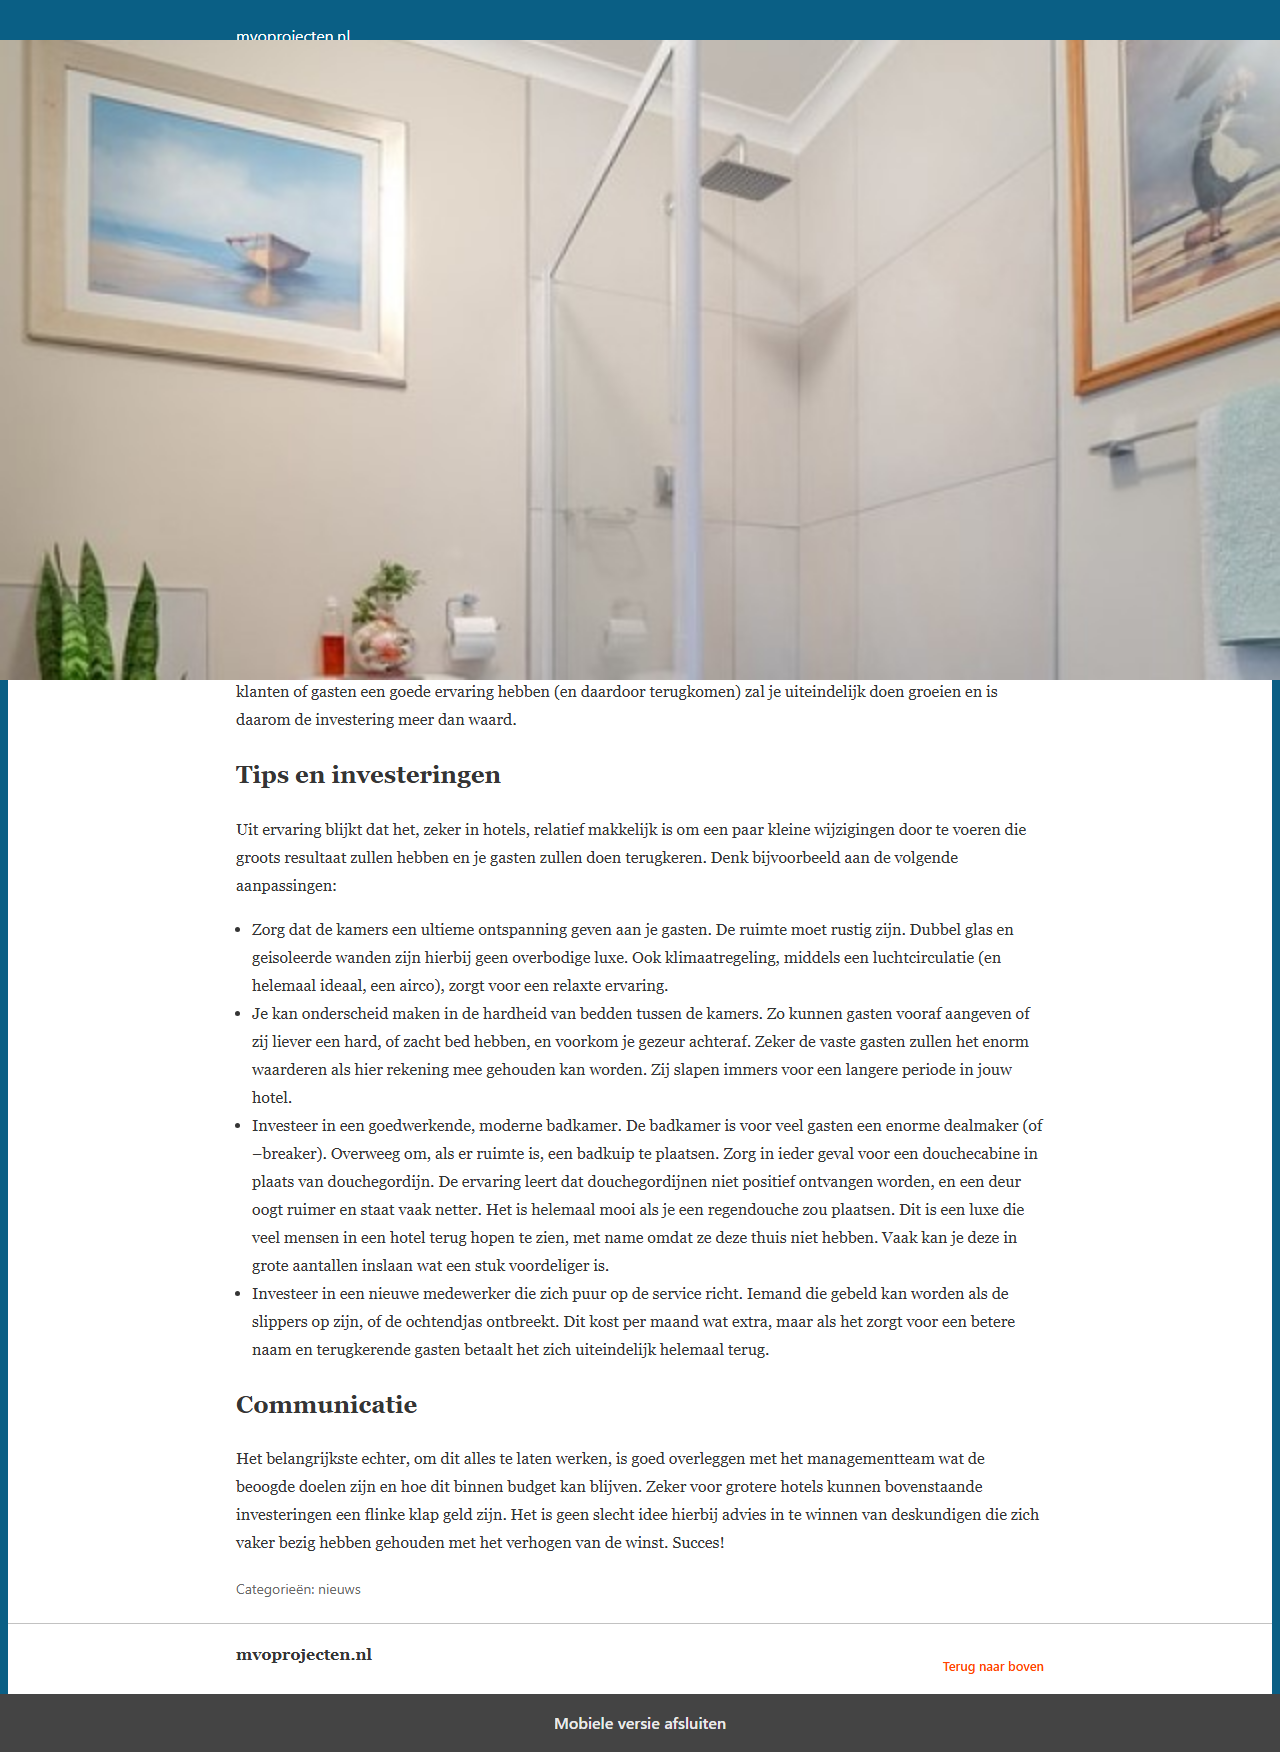 mvoprojecten.nl
klanten of gasten een goede ervaring hebben (en daardoor terugkomen) zal je uiteindelijk doen groeien en is
daarom de investering meer dan waard.
Tips en investeringen
Uit ervaring blijkt dat het, zeker in hotels, relatief makkelijk is om een paar kleine wijzigingen door te voeren die
groots resultaat zullen hebben en je gasten zullen doen terugkeren. Denk bijvoorbeeld aan de volgende
aanpassingen:
• Zorg dat de kamers een ultieme ontspanning geven aan je gasten. De ruimte moet rustig zijn. Dubbel glas en
geisoleerde wanden zijn hierbij geen overbodige luxe. Ook klimaatregeling, middels een luchtcirculatie (en
helemaal ideaal, een airco), zorgt voor een relaxte ervaring.
• Je kan onderscheid maken in de hardheid van bedden tussen de kamers. Zo kunnen gasten vooraf aangeven of
zij liever een hard, of zacht bed hebben, en voorkom je gezeur achteraf. Zeker de vaste gasten zullen het enorm
waarderen als hier rekening mee gehouden kan worden. Zij slapen immers voor een langere periode in jouw
hotel.
• Investeer in een goedwerkende, moderne badkamer. De badkamer is voor veel gasten een enorme dealmaker (of
–breaker). Overweeg om, als er ruimte is, een badkuip te plaatsen. Zorg in ieder geval voor een douchecabine in
plaats van douchegordijn. De ervaring leert dat douchegordijnen niet positief ontvangen worden, en een deur
oogt ruimer en staat vaak netter. Het is helemaal mooi als je een regendouche zou plaatsen. Dit is een luxe die
veel mensen in een hotel terug hopen te zien, met name omdat ze deze thuis niet hebben. Vaak kan je deze in
grote aantallen inslaan wat een stuk voordeliger is.
• Investeer in een nieuwe medewerker die zich puur op de service richt. Iemand die gebeld kan worden als de
slippers op zijn, of de ochtendjas ontbreekt. Dit kost per maand wat extra, maar als het zorgt voor een betere
naam en terugkerende gasten betaalt het zich uiteindelijk helemaal terug.
Communicatie
Het belangrijkste echter, om dit alles te laten werken, is goed overleggen met het managementteam wat de
beoogde doelen zijn en hoe dit binnen budget kan blijven. Zeker voor grotere hotels kunnen bovenstaande
investeringen een flinke klap geld zijn. Het is geen slecht idee hierbij advies in te winnen van deskundigen die zich
vaker bezig hebben gehouden met het verhogen van de winst. Succes!
Categorieën: nieuws
mvoprojecten.nl
Terug naar boven
Mobiele versie afsluiten